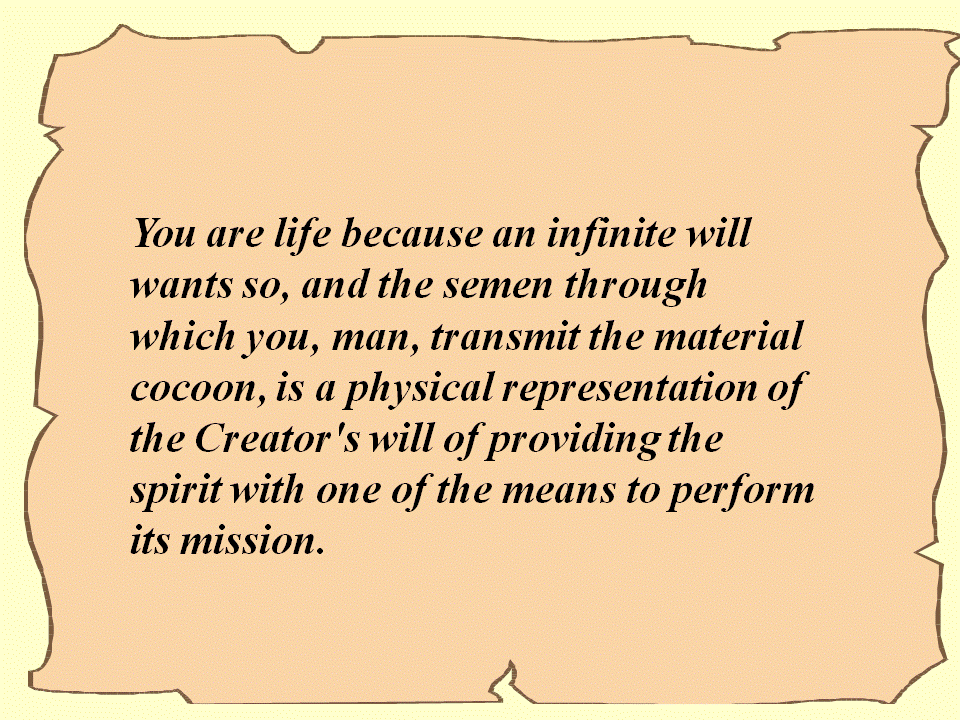 You are life because an infinite will
wants so, and the semen through
which you, man, transmit the material
cocoon, is a physical representation of
the Creator's will of providing the
spirit with one of the means to perform
its mission.